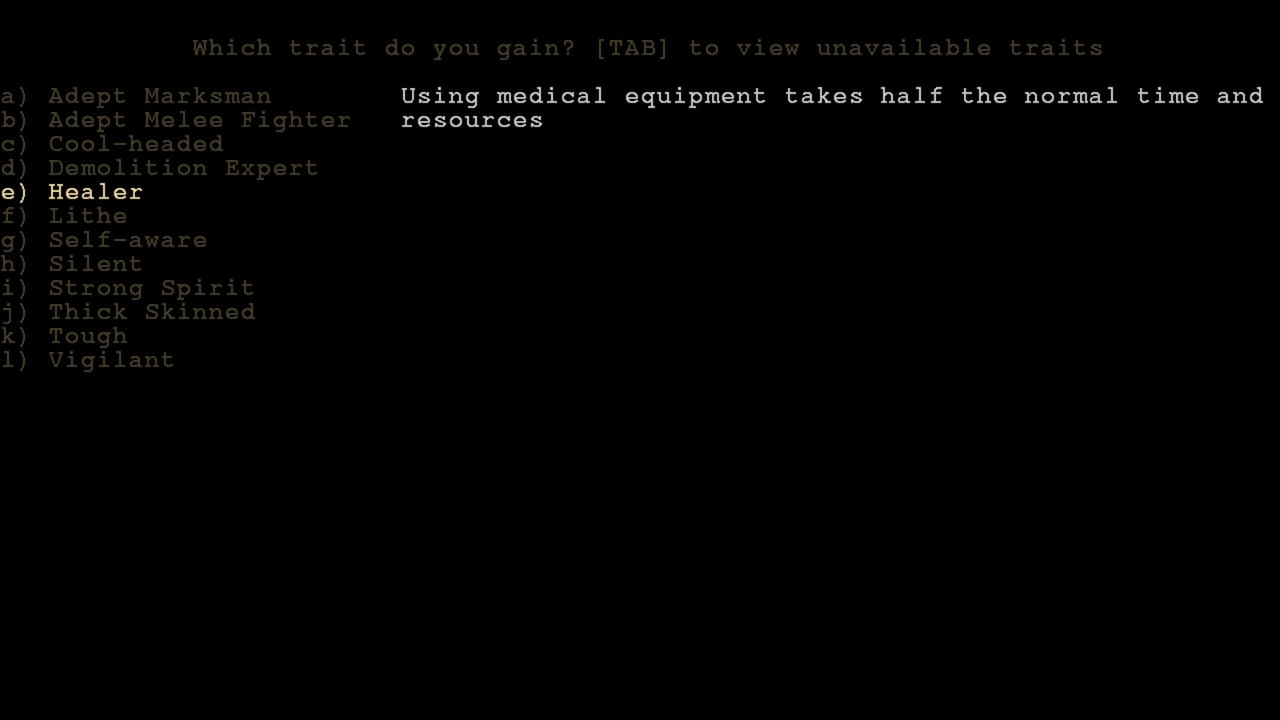 Which trait do you gain? [TAB] to view unavailable traits
a) Adept Marksman
b) Adept Melee Fighter
c) Cool-headed
d) Demolition Expert
e) Healer
f) Lithe
g) Self-aware
h) Silent
i) Strong Spirit
j) Thick Skinned
k) Tough
l) Vigilant
Using medical equipment takes half the normal time and
resources